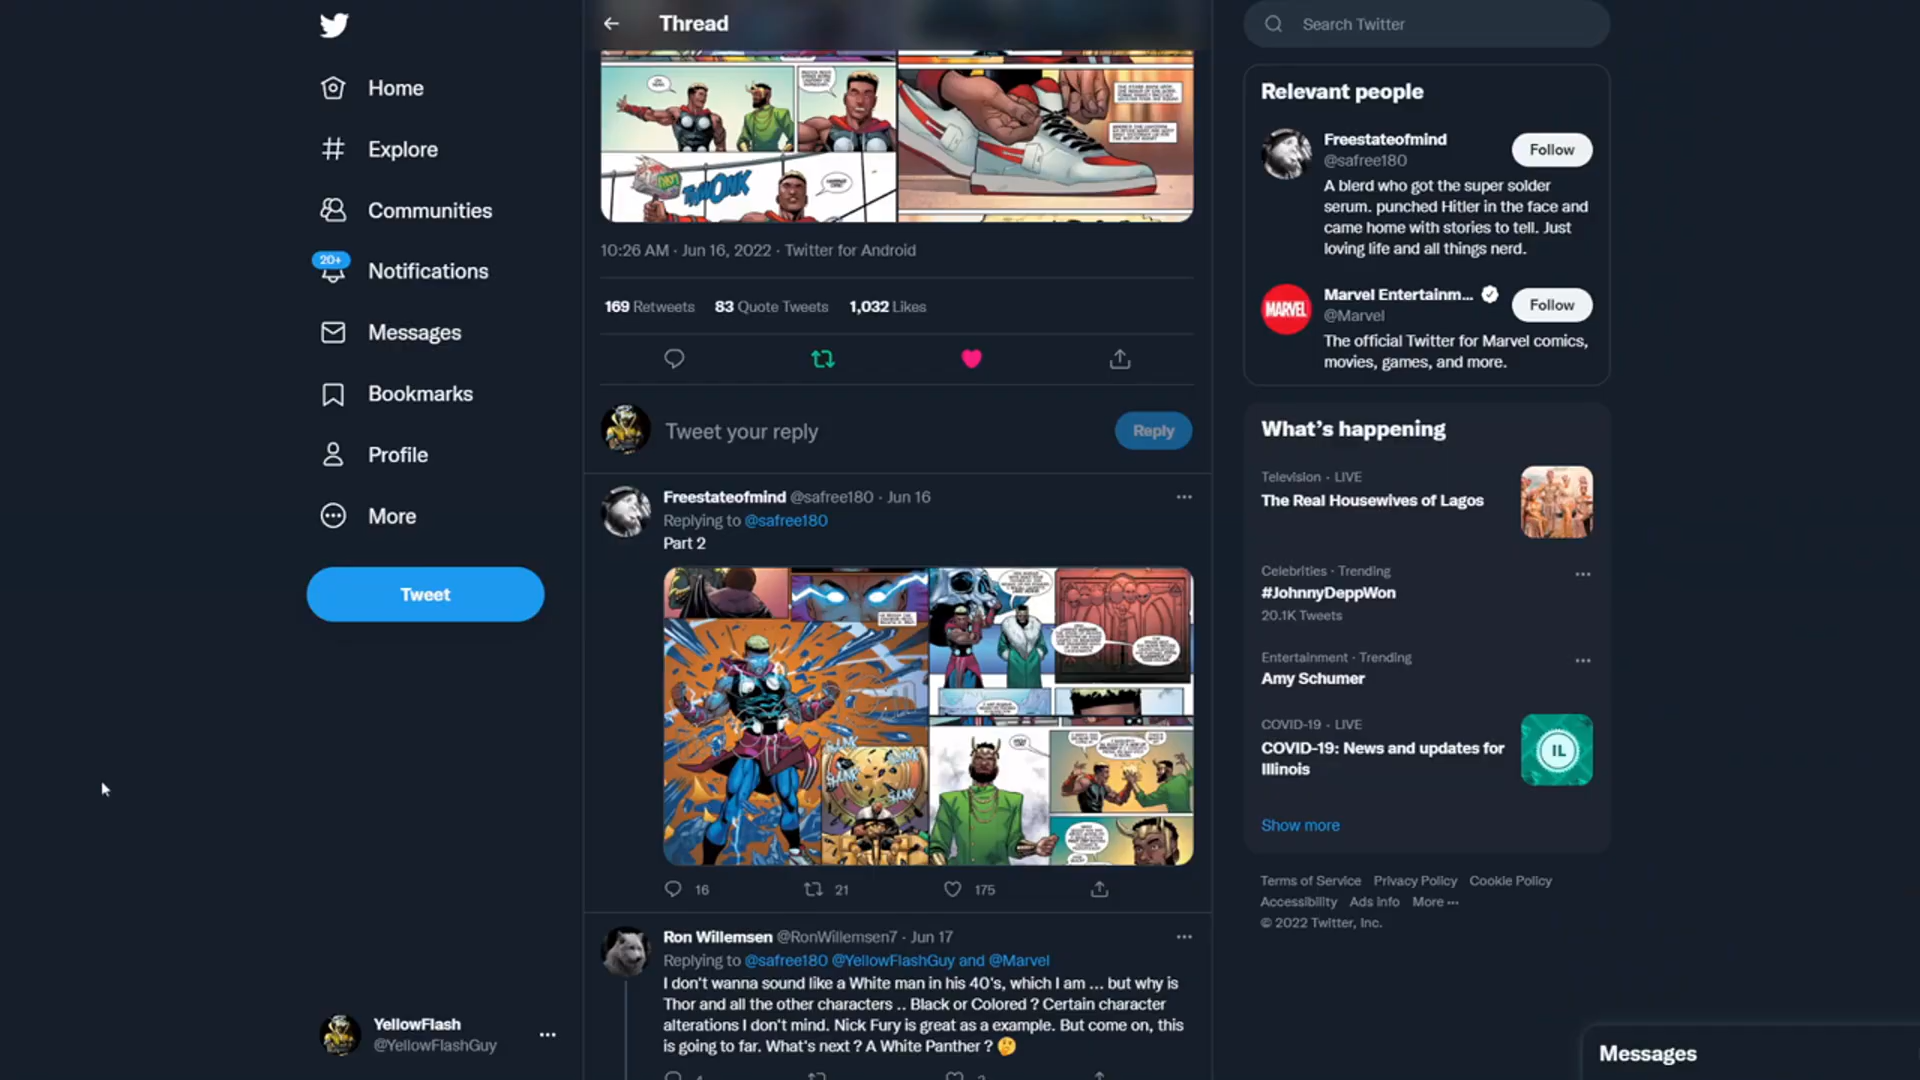 Thread
Home
Explore
Communities
20+
Notifications
Messages
Bookmarks
Profile
More
Tweet
YellowFlash
@YellowFlashGuy
THWONK
10:26 AM · Jun 16, 2022 · Twitter for Android
169 Retweets 83 Quote Tweets 1,032 Likes
Tweet your reply
Reply
Freestateofmind @safree180 · Jun 16
Replying to @safree180
Part 2
16 21 175
Ron Willemsen @RonWillemsen7 · Jun 17
Replying to @safree180 @YellowFlashGuy and @Marvel
I don't wanna sound like a White man in his 40's, which I am ... but why is
Thor and all the other characters .. Black or Colored ? Certain character
alterations I don't mind. Nick Fury is great as a example. But come on, this
is going to far. What's next ? A White Panther ? 🤔
Search Twitter
Relevant people
Freestateofmind
@safree180
Follow
A blerd who got the super solder
serum. punched Hitler in the face and
came home with stories to tell. Just
loving life and all things nerd.
MARVEL
Marvel Entertainm...
@Marvel
Follow
The official Twitter for Marvel comics,
movies, games, and more.
What's happening
Television · LIVE
The Real Housewives of Lagos
Celebrities · Trending
#JohnnyDeppWon
20.1K Tweets
Entertainment · Trending
Amy Schumer
COVID-19 · LIVE
COVID-19: News and updates for
Illinois
IL
Show more
Terms of Service Privacy Policy Cookie Policy
Accessibility Ads info More ···
© 2022 Twitter, Inc.
Messages